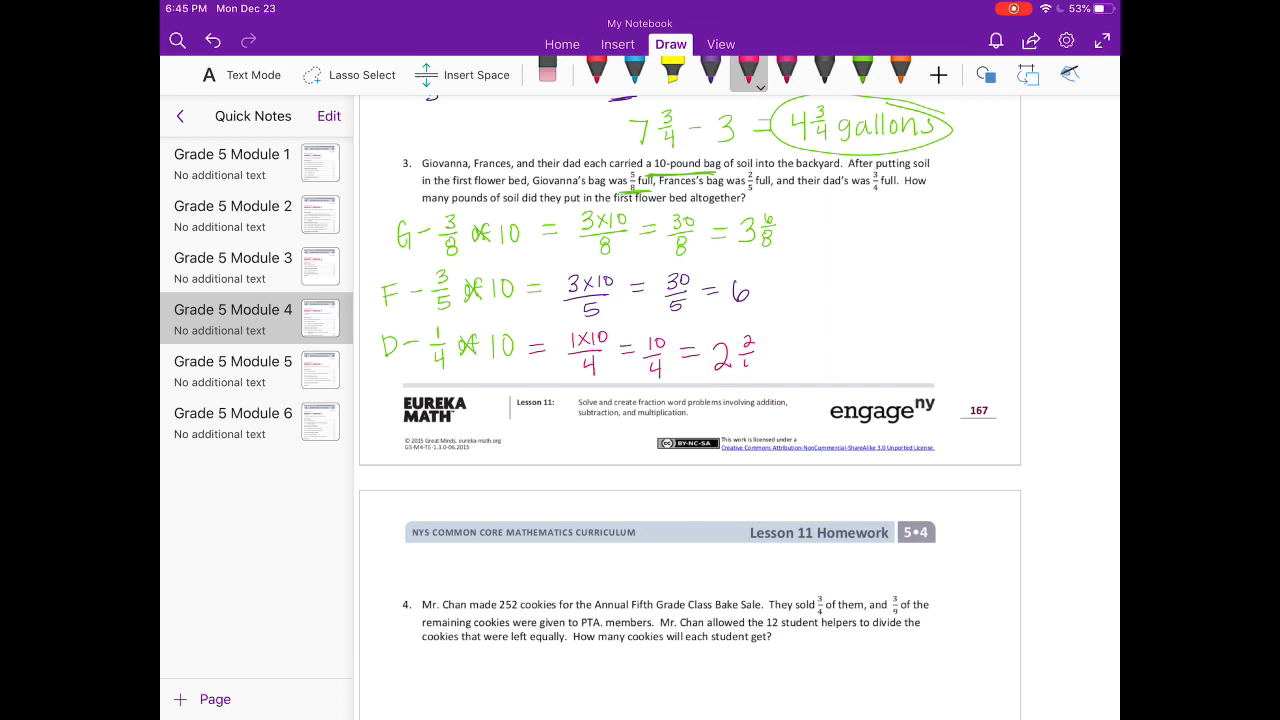 6:45 PM Mon Dec 23
53%
My Notebook
Home Insert Draw View
Text Mode Lasso Select Insert Space
Quick Notes Edit
Grade 5 Module 1
No additional text
Grade 5 Module 2
No additional text
Grade 5 Module 3
No additional text
Grade 5 Module 4
No additional text
Grade 5 Module 5
No additional text
Grade 5 Module 6
No additional text
Page
7 3/4 - 3 = 4 3/4 gallons
3. Giovanna, Frances, and their dad each carried a 10-pound bag of soil into the backyard. After putting soil
in the first flower bed, Giovanna's bag was 5/8 full, Frances's bag was 2/5 full, and their dad's was 3/4 full. How
many pounds of soil did they put in the first flower bed altogether?
G - 3/8 of 10 = 3x10/8 = 30/8 = 3 6/8
F - 3/5 of 10 = 3x10/5 = 30/5 = 6
D - 1/4 of 10 = 1x10/4 = 10/4 = 2 2/
EUREKA MATH™
Lesson 11: Solve and create fraction word problems involving addition,
subtraction, and multiplication.
engageny
167
© 2015 Great Minds. eureka-math.org
G5-M4-TE-1.3.0-06.2015
CC BY-NC-SA
This work is licensed under a
Creative Commons Attribution-NonCommercial-ShareAlike 3.0 Unported License.
NYS COMMON CORE MATHEMATICS CURRICULUM Lesson 11 Homework 5•4
4. Mr. Chan made 252 cookies for the Annual Fifth Grade Class Bake Sale. They sold 3/4 of them, and 3/9 of the
remaining cookies were given to PTA. members. Mr. Chan allowed the 12 student helpers to divide the
cookies that were left equally. How many cookies will each student get?